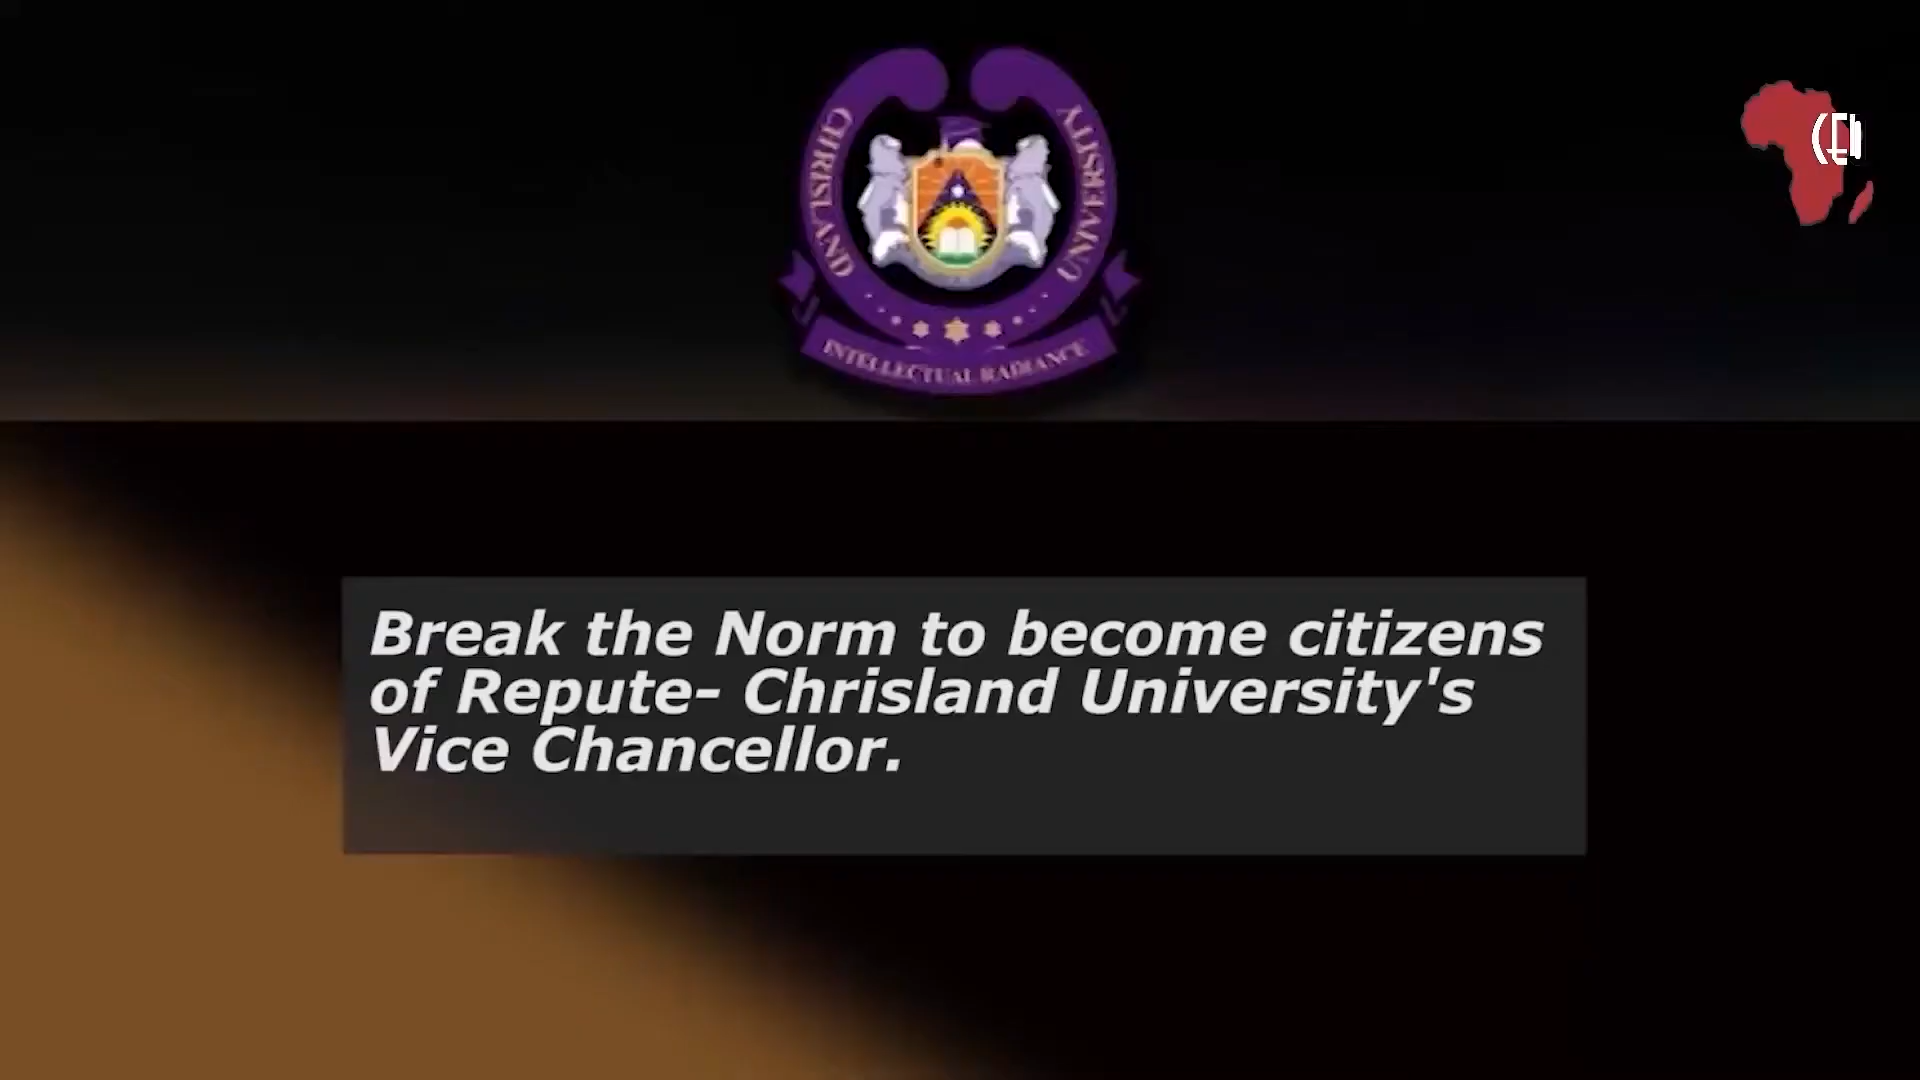 CHRISLAND
UNIVERSITY
INTELLECTUAL RADIANCE
Break the Norm to become citizens
of Repute- Chrisland University's
Vice Chancellor.